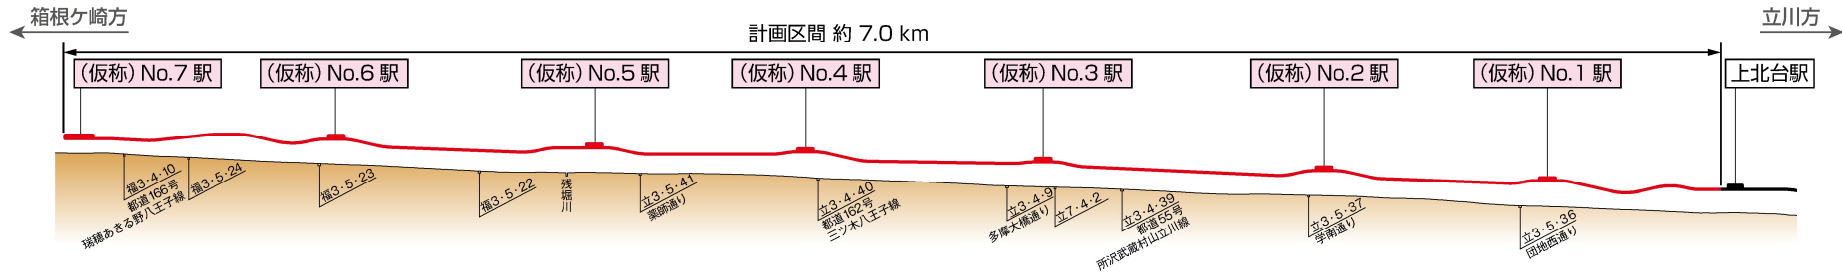 箱根ケ崎方
立川方
計画区間 約 7.0 km
（仮称）No.7 駅
（仮称）No.6 駅
（仮称）No.5 駅
（仮称）No.4 駅
（仮称）No.3 駅
（仮称）No.2 駅
（仮称）No.1 駅
上北台駅
福3・4・10
都道166号
瑞穂あきる野八王子線
福3・5・24
福3・5・23
福3・5・22
残堀川
立3・5・41
薬師通り
立3・4・40
都道162号
三ツ木八王子線
立3・4・9
多摩大橋通り
立7・4・2
立3・4・39
都道55号
所沢武蔵村山立川線
立3・5・37
学南通り
立3・5・36
団地西通り